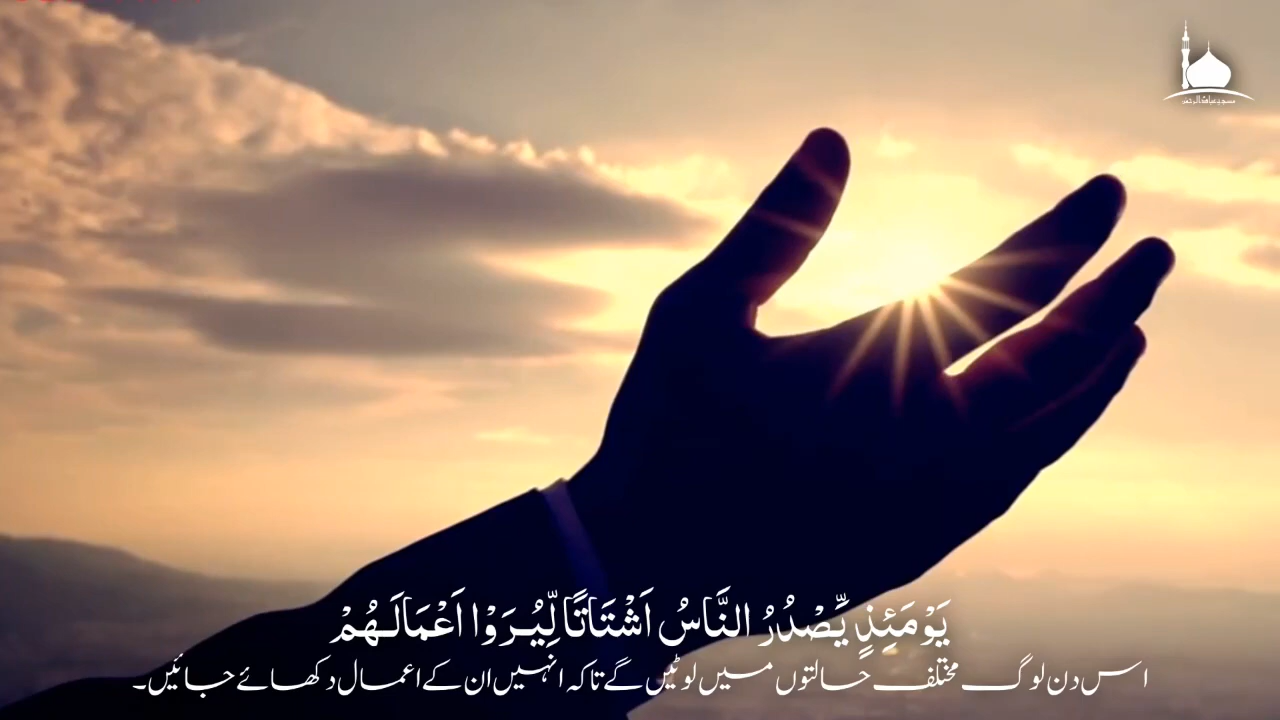 يَوْمَئِذٍ يَّصْدُرُ النَّاسُ اَشْتَاتًا لِّيُرَوْا اَعْمَالَهُمْ
اس دن لوگ مختلف حالتوں میں لوٹیں گے تاکہ انہیں ان کے اعمال دکھائے جائیں۔